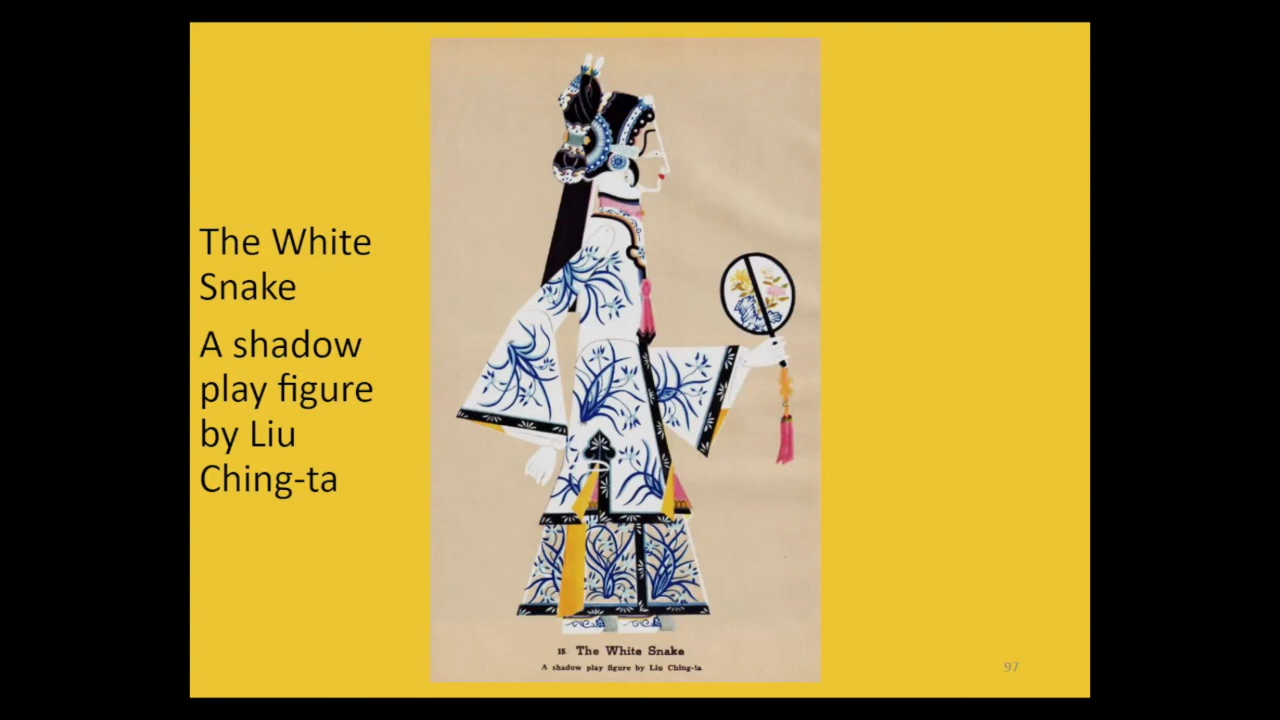 The White
Snake
A shadow
play figure
by Liu
Ching-ta
15 The White Snake
A shadow play figure by Liu Ching-ta
97